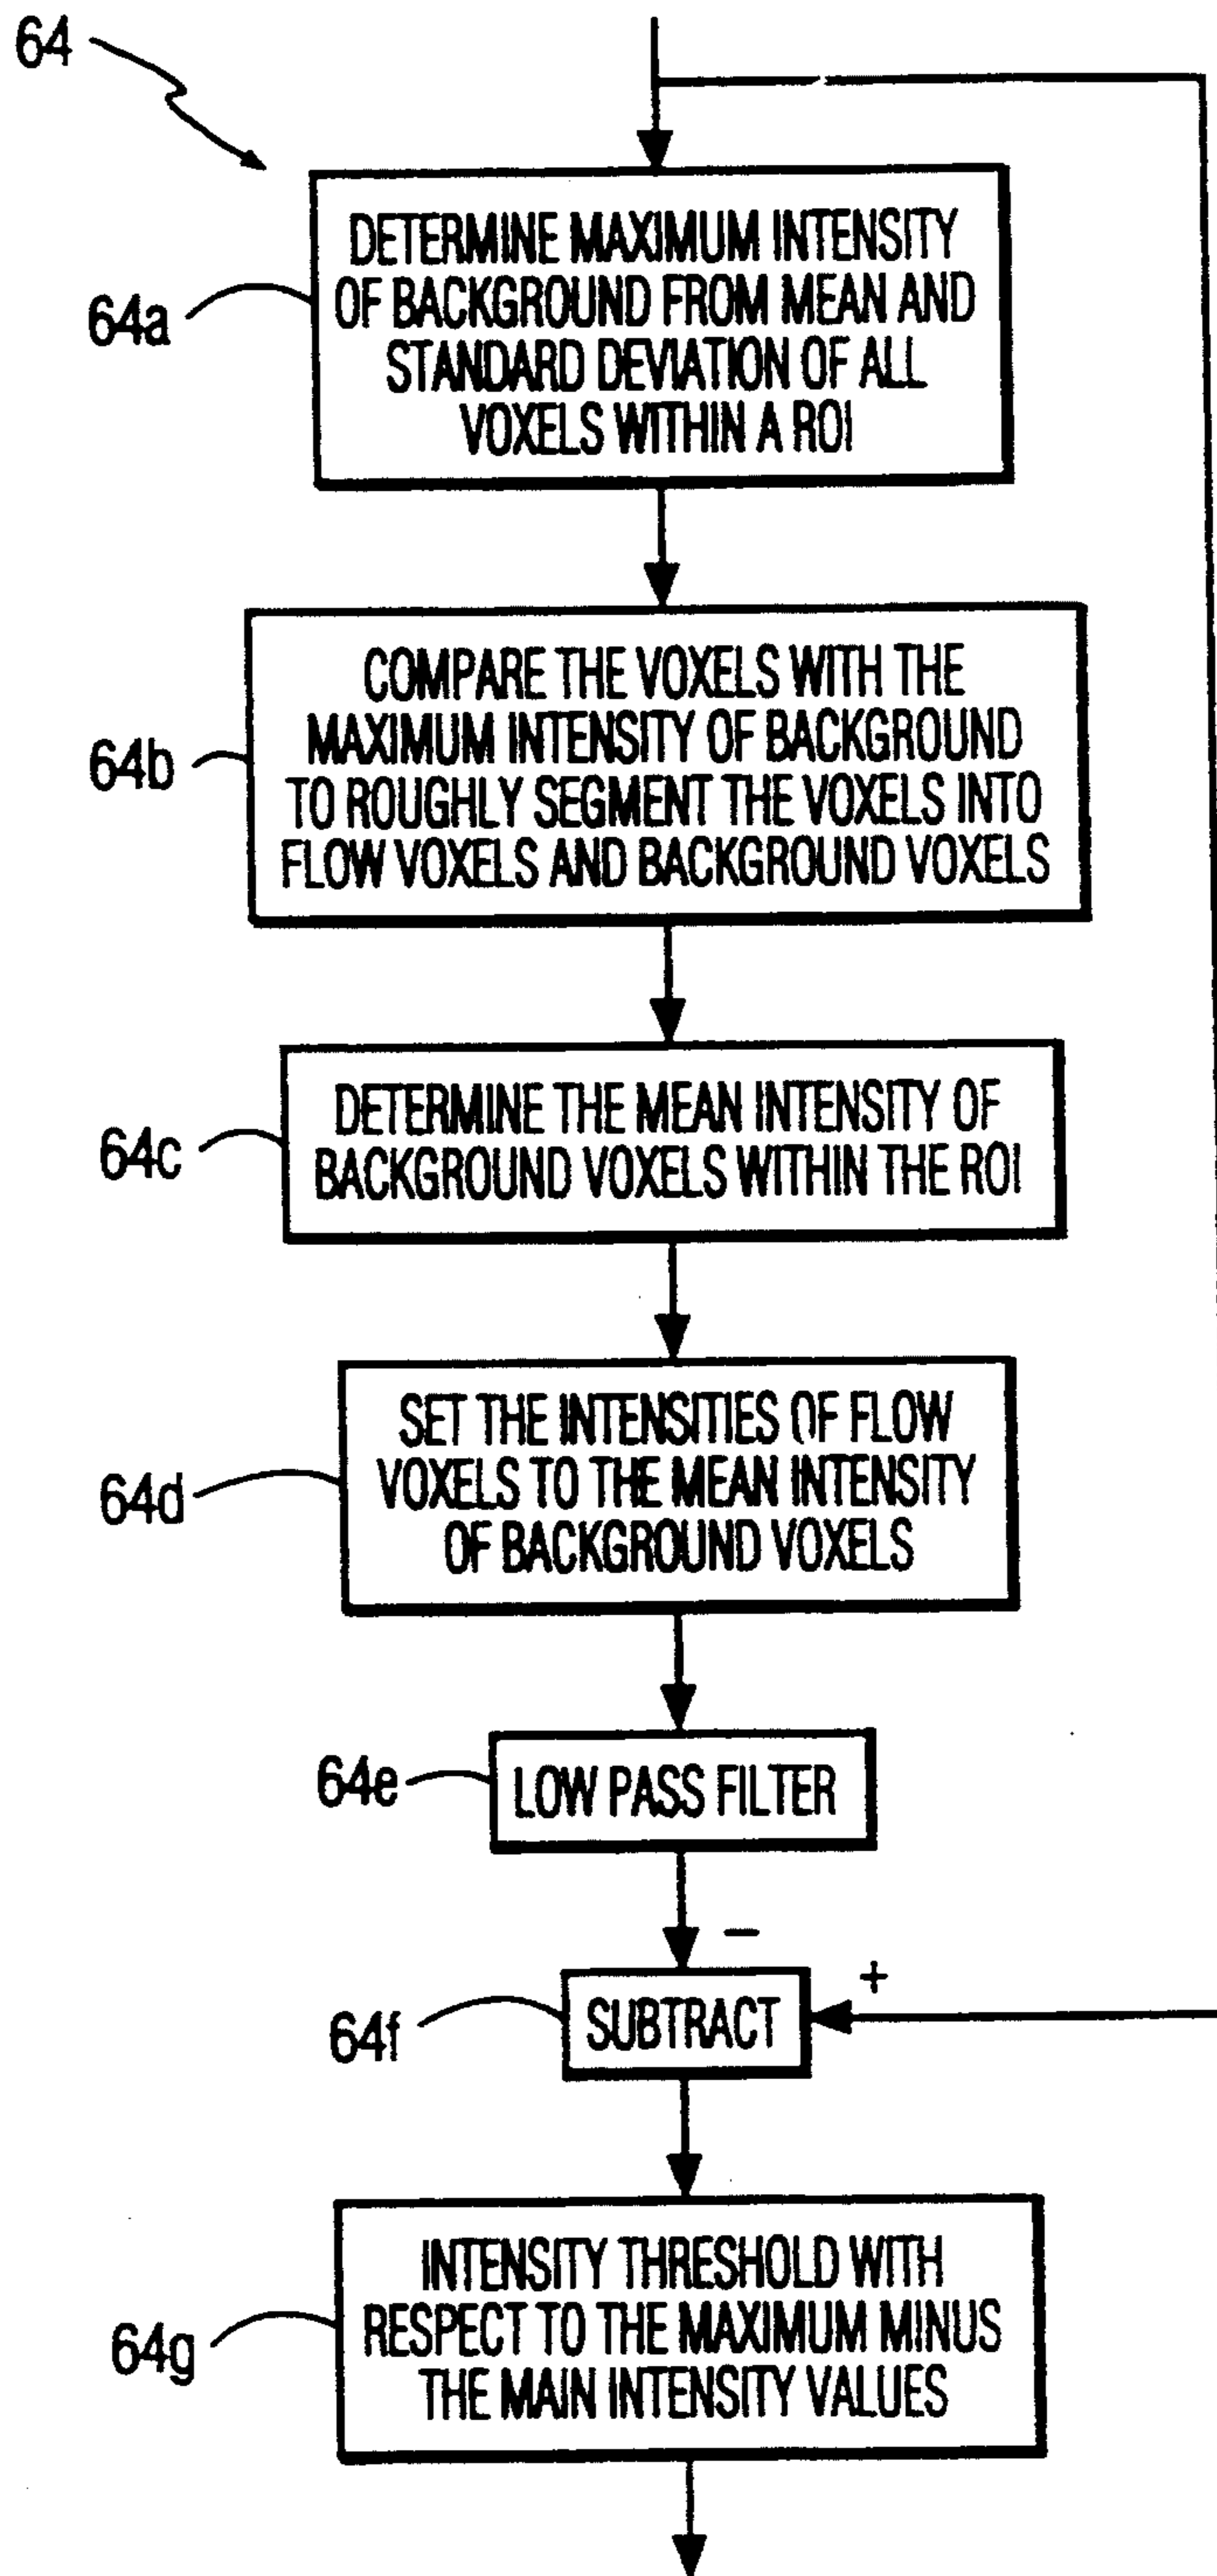 64
DETERMINE MAXIMUM INTENSITY
OF BACKGROUND FROM MEAN AND
STANDARD DEVIATION OF ALL
VOXELS WITHIN A ROI
64a
COMPARE THE VOXELS WITH THE
MAXIMUM INTENSITY OF BACKGROUND
TO ROUGHLY SEGMENT THE VOXELS INTO
FLOW VOXELS AND BACKGROUND VOXELS
64b
DETERMINE THE MEAN INTENSITY OF
BACKGROUND VOXELS WITHIN THE ROI
64c
SET THE INTENSITIES OF FLOW
VOXELS TO THE MEAN INTENSITY
OF BACKGROUND VOXELS
64d
64e
LOW PASS FILTER
−
+
SUBTRACT
64f
INTENSITY THRESHOLD WITH
RESPECT TO THE MAXIMUM MINUS
THE MAIN INTENSITY VALUES
64g